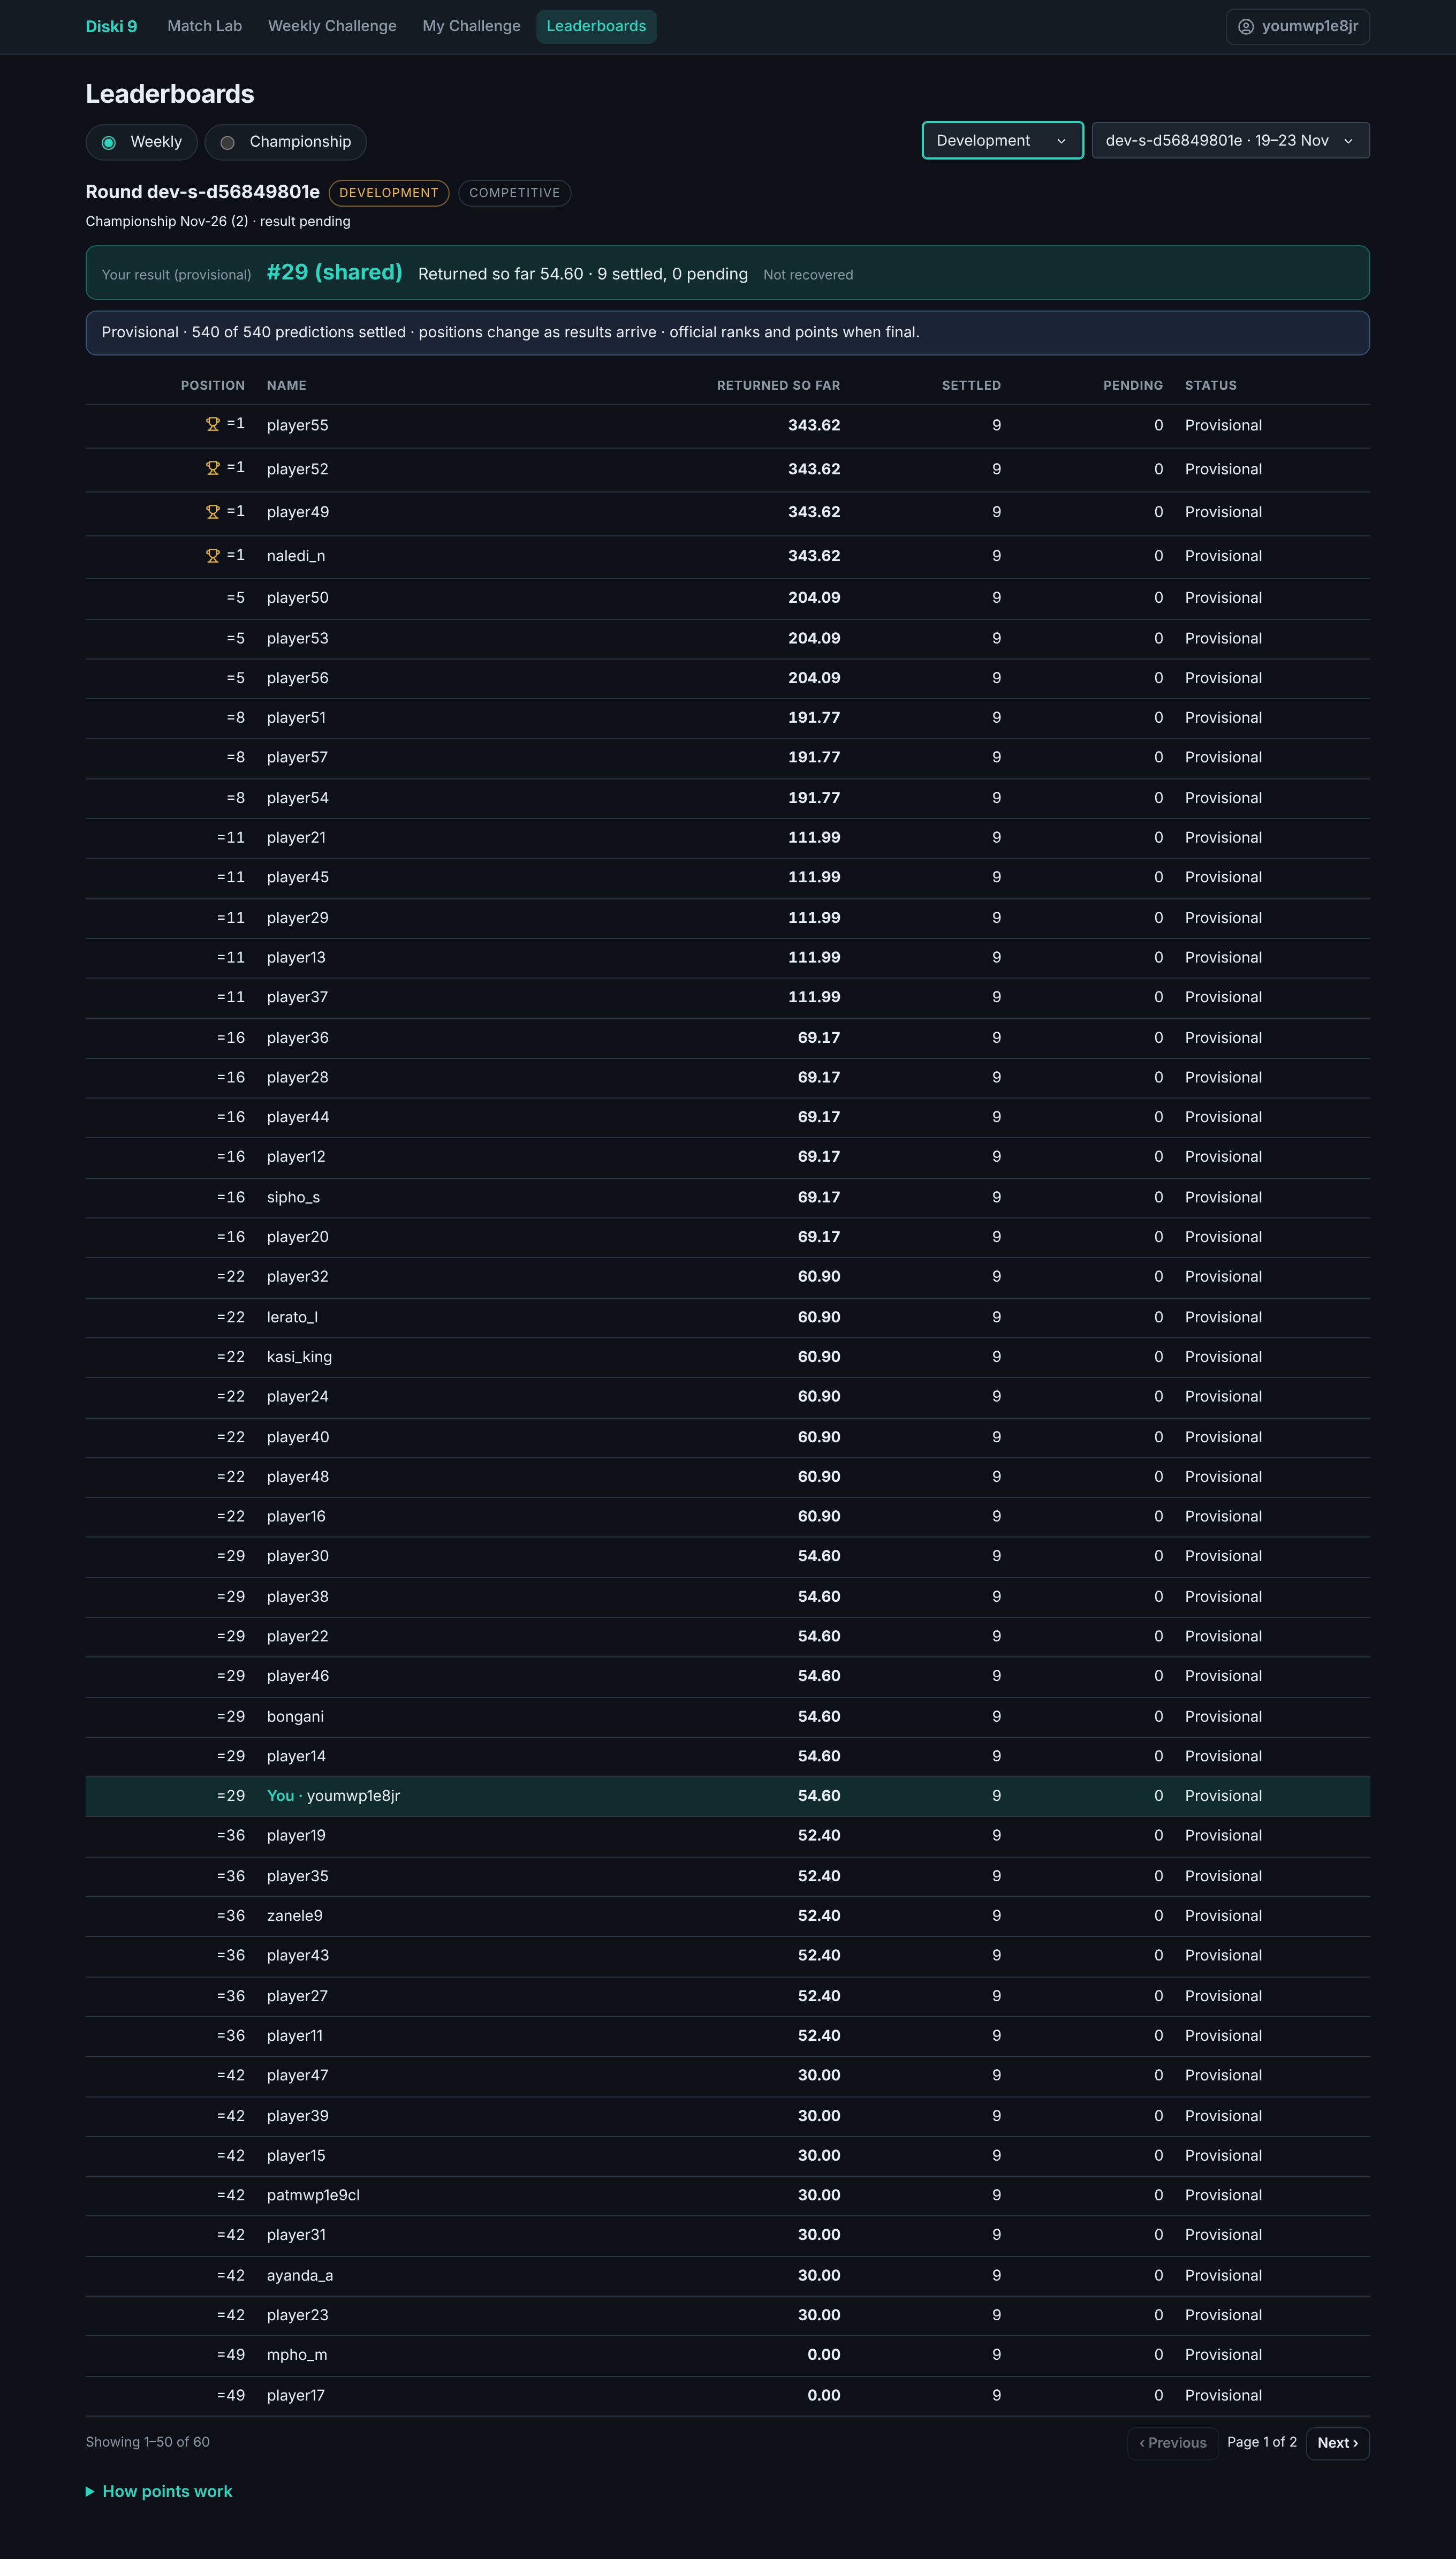 Diski 9 Match Lab Weekly Challenge My Challenge Leaderboards youmwp1e8jr
Leaderboards
Weekly Championship Development dev-s-d56849801e · 19–23 Nov
Round dev-s-d56849801e DEVELOPMENT COMPETITIVE
Championship Nov-26 (2) · result pending
Your result (provisional) #29 (shared) Returned so far 54.60 · 9 settled, 0 pending Not recovered
Provisional · 540 of 540 predictions settled · positions change as results arrive · official ranks and points when final.
POSITION NAME RETURNED SO FAR SETTLED PENDING STATUS
=1 player55 343.62 9 0 Provisional
=1 player52 343.62 9 0 Provisional
=1 player49 343.62 9 0 Provisional
=1 naledi_n 343.62 9 0 Provisional
=5 player50 204.09 9 0 Provisional
=5 player53 204.09 9 0 Provisional
=5 player56 204.09 9 0 Provisional
=8 player51 191.77 9 0 Provisional
=8 player57 191.77 9 0 Provisional
=8 player54 191.77 9 0 Provisional
=11 player21 111.99 9 0 Provisional
=11 player45 111.99 9 0 Provisional
=11 player29 111.99 9 0 Provisional
=11 player13 111.99 9 0 Provisional
=11 player37 111.99 9 0 Provisional
=16 player36 69.17 9 0 Provisional
=16 player28 69.17 9 0 Provisional
=16 player44 69.17 9 0 Provisional
=16 player12 69.17 9 0 Provisional
=16 sipho_s 69.17 9 0 Provisional
=16 player20 69.17 9 0 Provisional
=22 player32 60.90 9 0 Provisional
=22 lerato_l 60.90 9 0 Provisional
=22 kasi_king 60.90 9 0 Provisional
=22 player24 60.90 9 0 Provisional
=22 player40 60.90 9 0 Provisional
=22 player48 60.90 9 0 Provisional
=22 player16 60.90 9 0 Provisional
=29 player30 54.60 9 0 Provisional
=29 player38 54.60 9 0 Provisional
=29 player22 54.60 9 0 Provisional
=29 player46 54.60 9 0 Provisional
=29 bongani 54.60 9 0 Provisional
=29 player14 54.60 9 0 Provisional
=29 You · youmwp1e8jr 54.60 9 0 Provisional
=36 player19 52.40 9 0 Provisional
=36 player35 52.40 9 0 Provisional
=36 zanele9 52.40 9 0 Provisional
=36 player43 52.40 9 0 Provisional
=36 player27 52.40 9 0 Provisional
=36 player11 52.40 9 0 Provisional
=42 player47 30.00 9 0 Provisional
=42 player39 30.00 9 0 Provisional
=42 player15 30.00 9 0 Provisional
=42 patmwp1e9cl 30.00 9 0 Provisional
=42 player31 30.00 9 0 Provisional
=42 ayanda_a 30.00 9 0 Provisional
=42 player23 30.00 9 0 Provisional
=49 mpho_m 0.00 9 0 Provisional
=49 player17 0.00 9 0 Provisional
Showing 1–50 of 60 ‹ Previous Page 1 of 2 Next ›
How points work